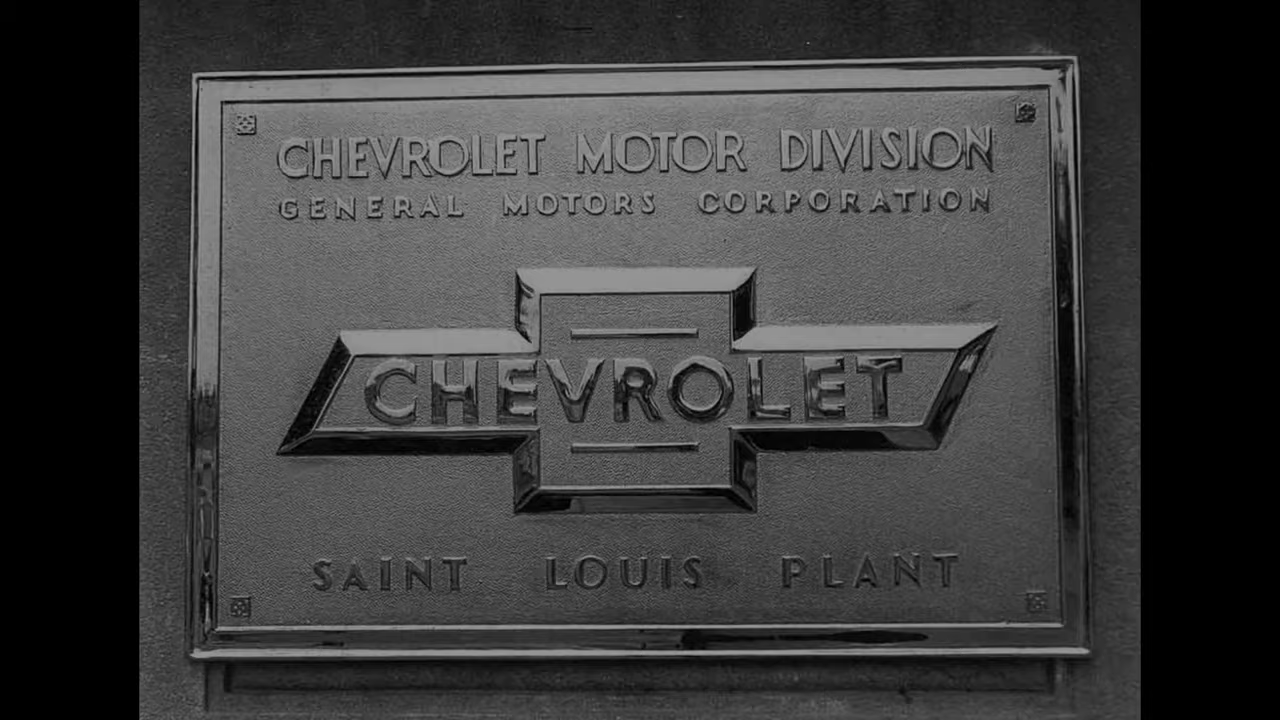 CHEVROLET MOTOR DIVISION
GENERAL MOTORS CORPORATION
CHEVROLET
SAINT LOUIS PLANT